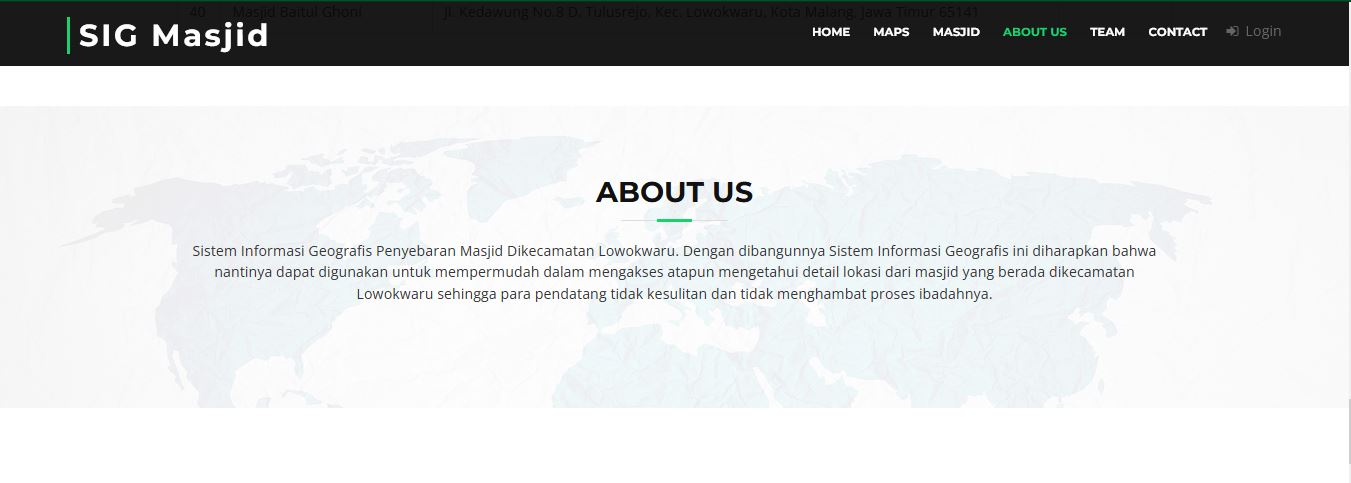 40 Masjid Baitul Ghoni Jl. Kedawung No.8 D, Tulusrejo, Kec. Lowokwaru, Kota Malang, Jawa Timur 65141
SIG Masjid
HOME MAPS MASJID ABOUT US TEAM CONTACT Login
ABOUT US
Sistem Informasi Geografis Penyebaran Masjid Dikecamatan Lowokwaru. Dengan dibangunnya Sistem Informasi Geografis ini diharapkan bahwa
nantinya dapat digunakan untuk mempermudah dalam mengakses atapun mengetahui detail lokasi dari masjid yang berada dikecamatan
Lowokwaru sehingga para pendatang tidak kesulitan dan tidak menghambat proses ibadahnya.